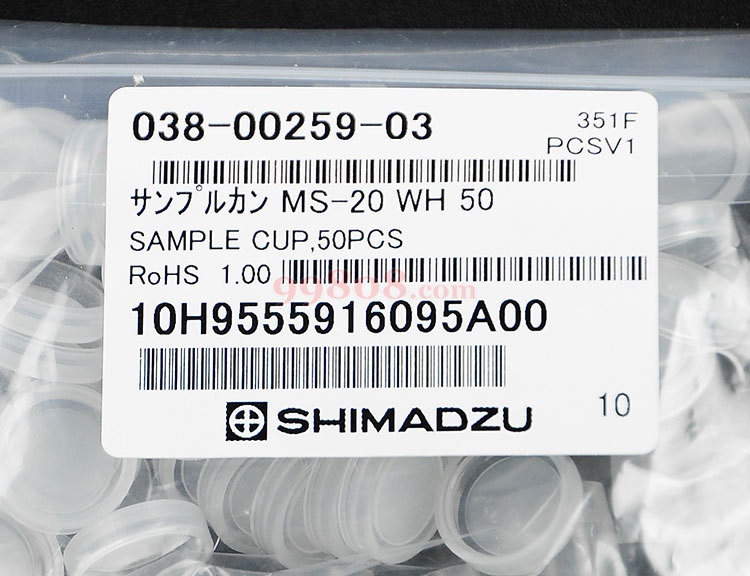 038-00259-03
351F
PCSV1
サンプルカン MS-20 WH 50
SAMPLE CUP,50PCS
RoHS 1.00
99808.com
10H9555916095A00
SHIMADZU
10